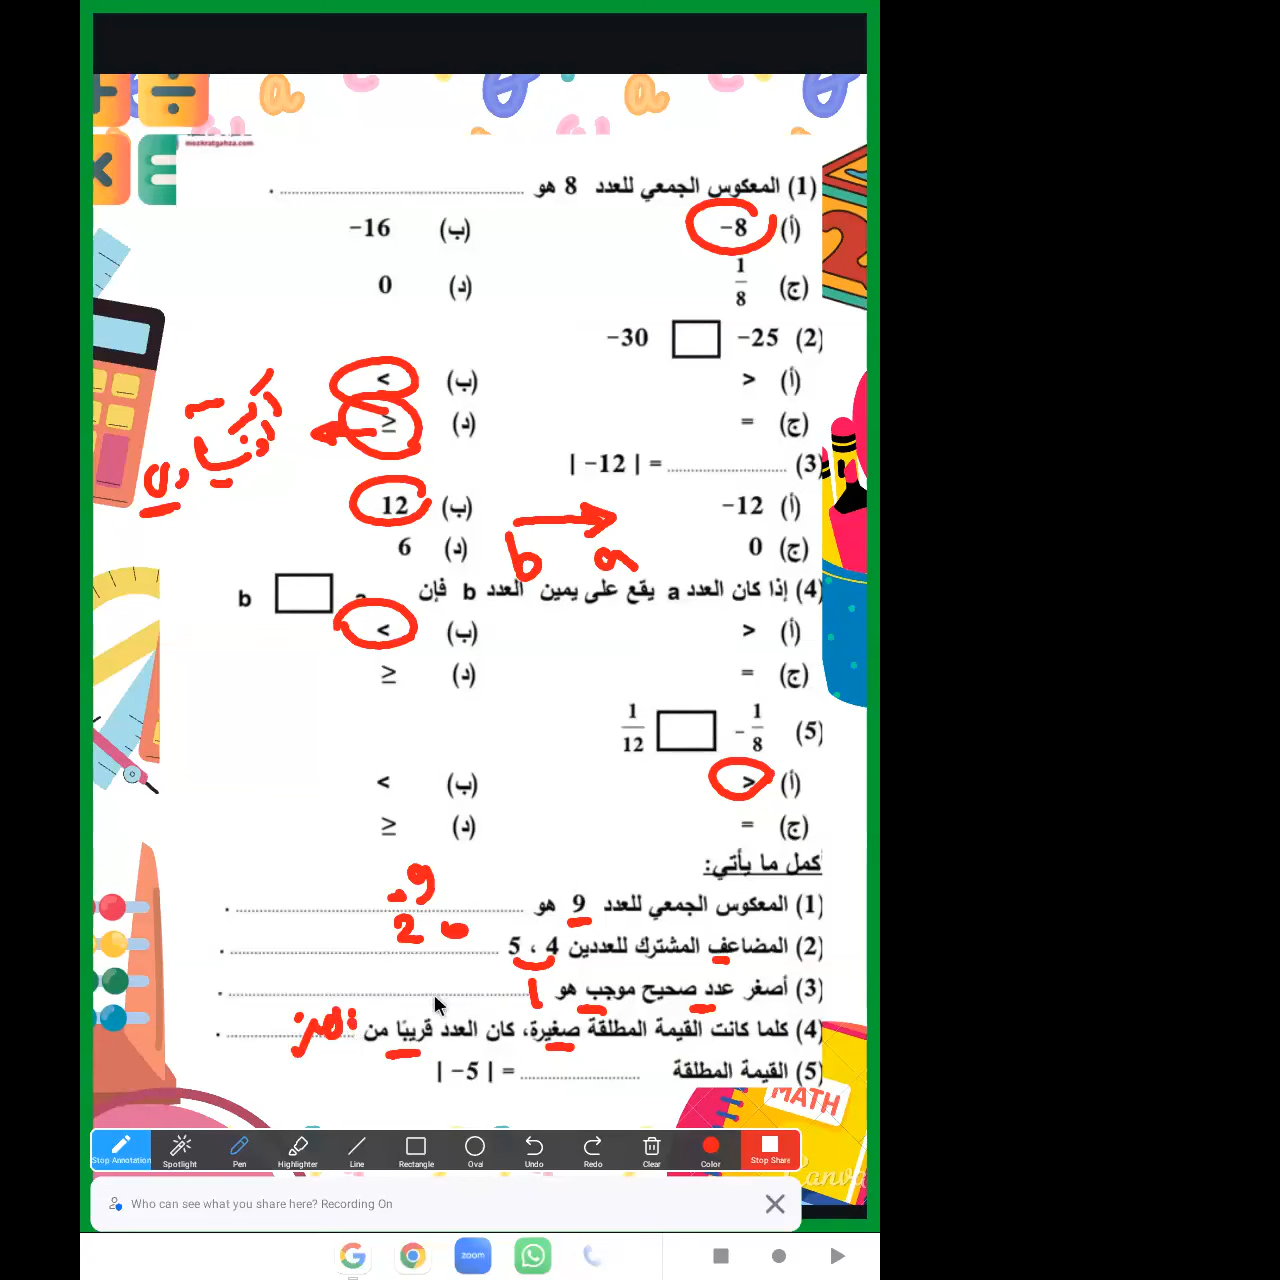 mozkratgahza.com
(1) المعكوس الجمعي للعدد 8 هو .......................................... .
(أ) -8 (ب) -16
(ج) 1/8 (د) 0
(2) -25 □ -30
(أ) > (ب) <
(ج) = (د) ≥
(3) | -12 | = ............................
(أ) -12 (ب) 12
(ج) 0 (د) 6
b a
(4) إذا كان العدد a يقع على يمين العدد b فإن a □ b
(أ) > (ب) <
(ج) = (د) ≥
(5) - 1/8 □ 1/12
(أ) > (ب) <
(ج) = (د) ≥
أكمل ما يأتي:
-9
(1) المعكوس الجمعي للعدد 9 هو .......................................... .
20
(2) المضاعف المشترك للعددين 4 ، 5 .......................................... .
(3) أصغر عدد صحيح موجب هو 1 .......................................... .
(4) كلما كانت القيمة المطلقة صغيرة، كان العدد قريبًا من صفر .................... .
(5) القيمة المطلقة | -5 | = ............................
MATH
Stop Annotation Spotlight Pen Highlighter Line Rectangle Oval Undo Redo Clear Color Stop Share
Canva
Who can see what you share here? Recording On
zoom